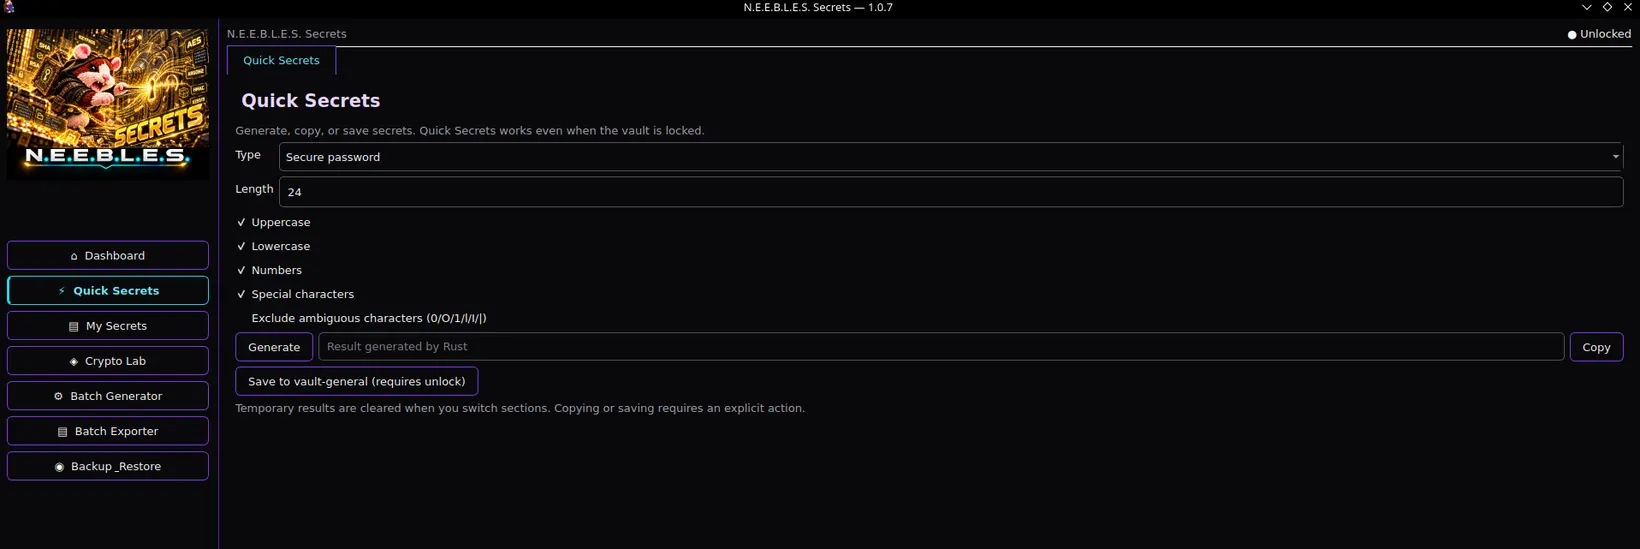 N.E.E.B.L.E.S. Secrets — 1.0.7
N.E.E.B.L.E.S. Secrets
Unlocked
AES
SECRETS
N.E.E.B.L.E.S.
Dashboard
Quick Secrets
My Secrets
Crypto Lab
Batch Generator
Batch Exporter
Backup _Restore
Quick Secrets
Quick Secrets
Generate, copy, or save secrets. Quick Secrets works even when the vault is locked.
Type Secure password
Length 24
✓ Uppercase
✓ Lowercase
✓ Numbers
✓ Special characters
Exclude ambiguous characters (0/O/1/l/I/|)
Generate Result generated by Rust Copy
Save to vault-general (requires unlock)
Temporary results are cleared when you switch sections. Copying or saving requires an explicit action.